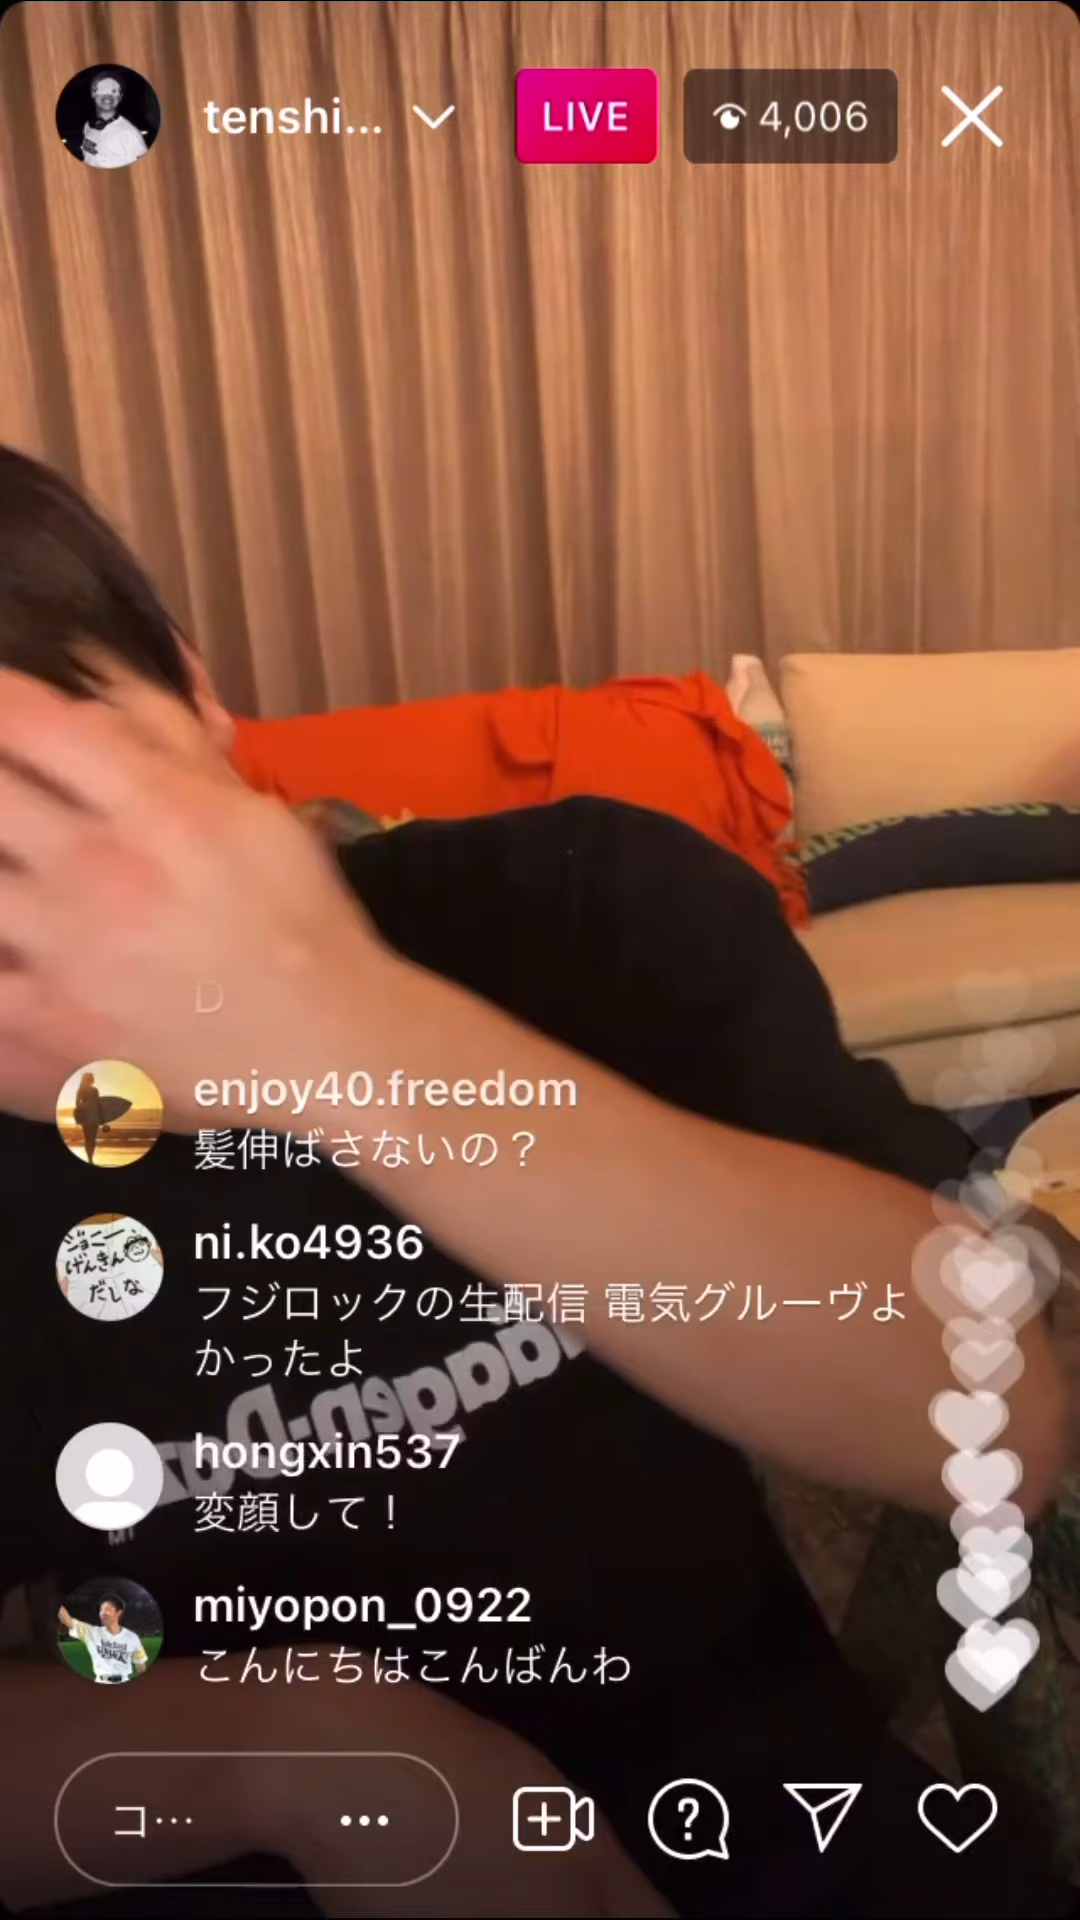 tenshi...
LIVE
4,006
D
enjoy40.freedom
髪伸ばさないの？
ni.ko4936
フジロックの生配信 電気グルーヴよ
かったよ
hongxin537
変顔して！
miyopon_0922
こんにちはこんばんわ
コ…